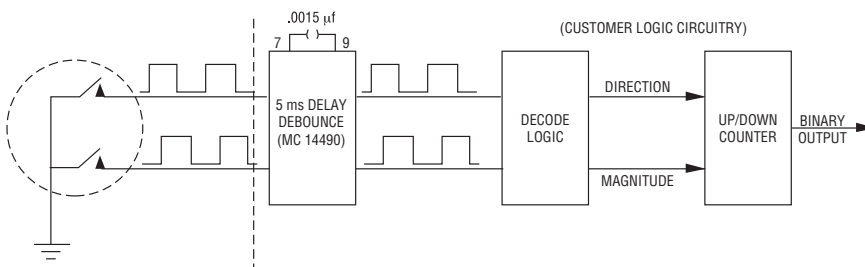 .0015 µf
7
9
(CUSTOMER LOGIC CIRCUITRY)
5 ms DELAY
DEBOUNCE
(MC 14490)
DECODE
LOGIC
DIRECTION
MAGNITUDE
UP/DOWN
COUNTER
BINARY
OUTPUT